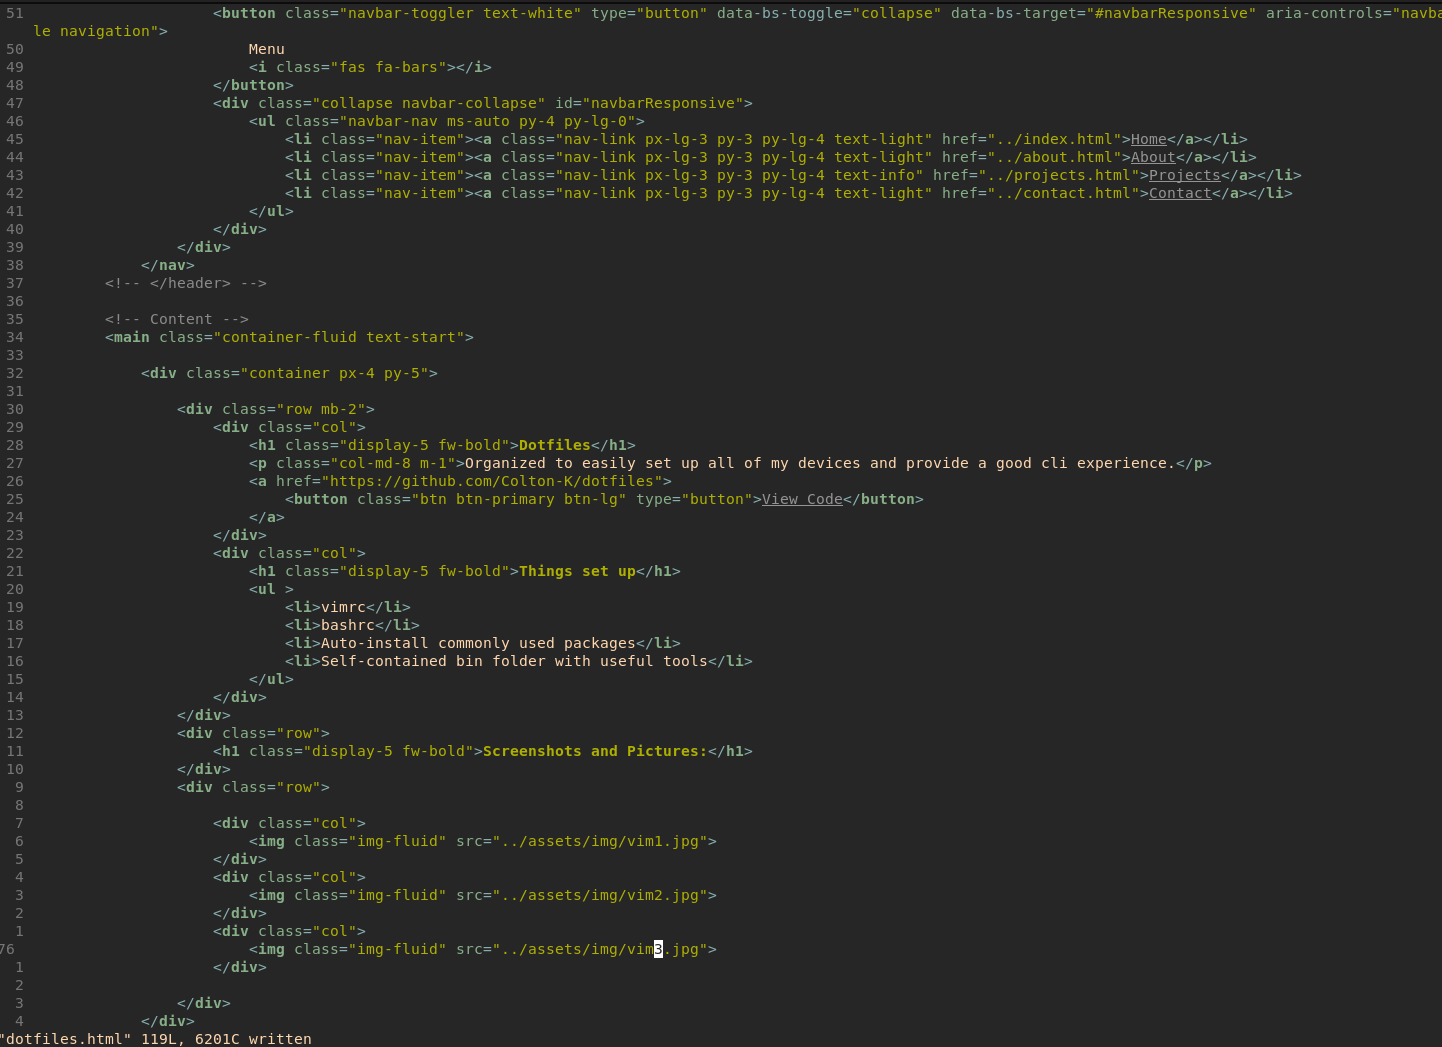 51                     <button class="navbar-toggler text-white" type="button" data-bs-toggle="collapse" data-bs-target="#navbarResponsive" aria-controls="navba
le navigation">
50                         Menu
49                         <i class="fas fa-bars"></i>
48                     </button>
47                     <div class="collapse navbar-collapse" id="navbarResponsive">
46                         <ul class="navbar-nav ms-auto py-4 py-lg-0">
45                             <li class="nav-item"><a class="nav-link px-lg-3 py-3 py-lg-4 text-light" href="../index.html">Home</a></li>
44                             <li class="nav-item"><a class="nav-link px-lg-3 py-3 py-lg-4 text-light" href="../about.html">About</a></li>
43                             <li class="nav-item"><a class="nav-link px-lg-3 py-3 py-lg-4 text-info" href="../projects.html">Projects</a></li>
42                             <li class="nav-item"><a class="nav-link px-lg-3 py-3 py-lg-4 text-light" href="../contact.html">Contact</a></li>
41                         </ul>
40                     </div>
39                 </div>
38             </nav>
37         <!-- </header> -->
36
35         <!-- Content -->
34         <main class="container-fluid text-start">
33
32             <div class="container px-4 py-5">
31
30                 <div class="row mb-2">
29                     <div class="col">
28                         <h1 class="display-5 fw-bold">Dotfiles</h1>
27                         <p class="col-md-8 m-1">Organized to easily set up all of my devices and provide a good cli experience.</p>
26                         <a href="https://github.com/Colton-K/dotfiles">
25                             <button class="btn btn-primary btn-lg" type="button">View Code</button>
24                         </a>
23                     </div>
22                     <div class="col">
21                         <h1 class="display-5 fw-bold">Things set up</h1>
20                         <ul >
19                             <li>vimrc</li>
18                             <li>bashrc</li>
17                             <li>Auto-install commonly used packages</li>
16                             <li>Self-contained bin folder with useful tools</li>
15                         </ul>
14                     </div>
13                 </div>
12                 <div class="row">
11                     <h1 class="display-5 fw-bold">Screenshots and Pictures:</h1>
10                 </div>
9                 <div class="row">
8
7                     <div class="col">
6                         <img class="img-fluid" src="../assets/img/vim1.jpg">
5                     </div>
4                     <div class="col">
3                         <img class="img-fluid" src="../assets/img/vim2.jpg">
2                     </div>
1                     <div class="col">
76                         <img class="img-fluid" src="../assets/img/vim3.jpg">
1                     </div>
2
3                 </div>
4             </div>
"dotfiles.html" 119L, 6201C written